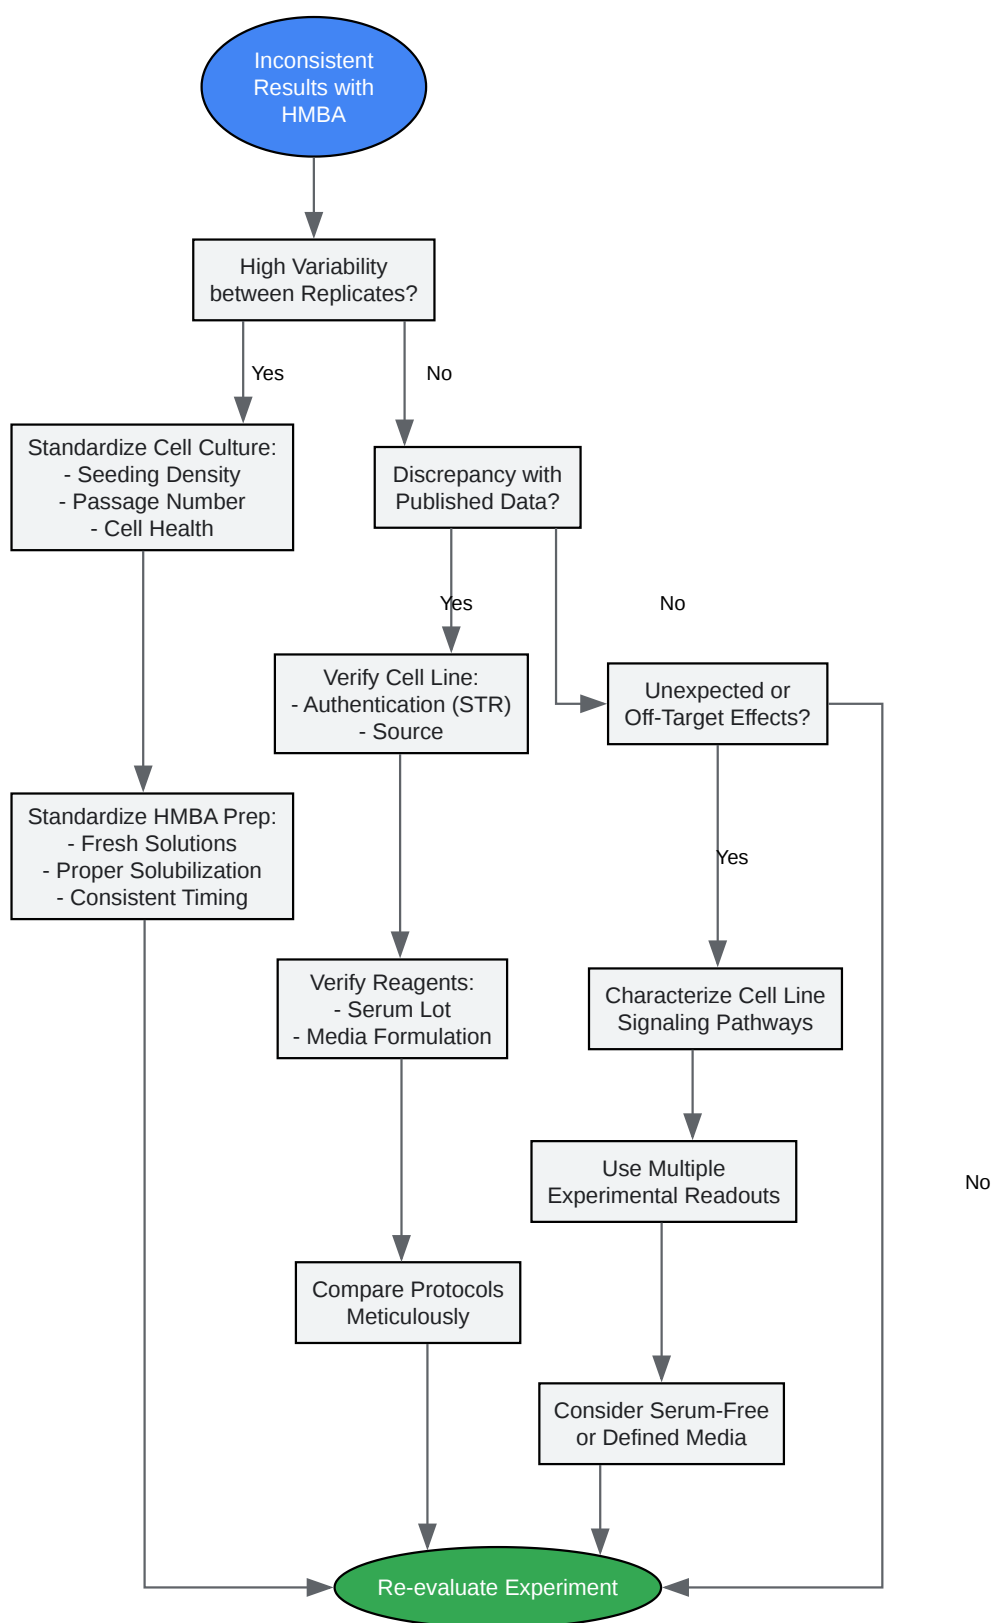 Inconsistent
Results with
HMBA
High Variability
between Replicates?
Yes
No
Standardize Cell Culture:
- Seeding Density
- Passage Number
- Cell Health
Discrepancy with
Published Data?
Yes
No
Verify Cell Line:
- Authentication (STR)
- Source
Unexpected or
Off-Target Effects?
Standardize HMBA Prep:
- Fresh Solutions
- Proper Solubilization
- Consistent Timing
Yes
Verify Reagents:
- Serum Lot
- Media Formulation
Characterize Cell Line
Signaling Pathways
Use Multiple
Experimental Readouts
No
Compare Protocols
Meticulously
Consider Serum-Free
or Defined Media
Re-evaluate Experiment